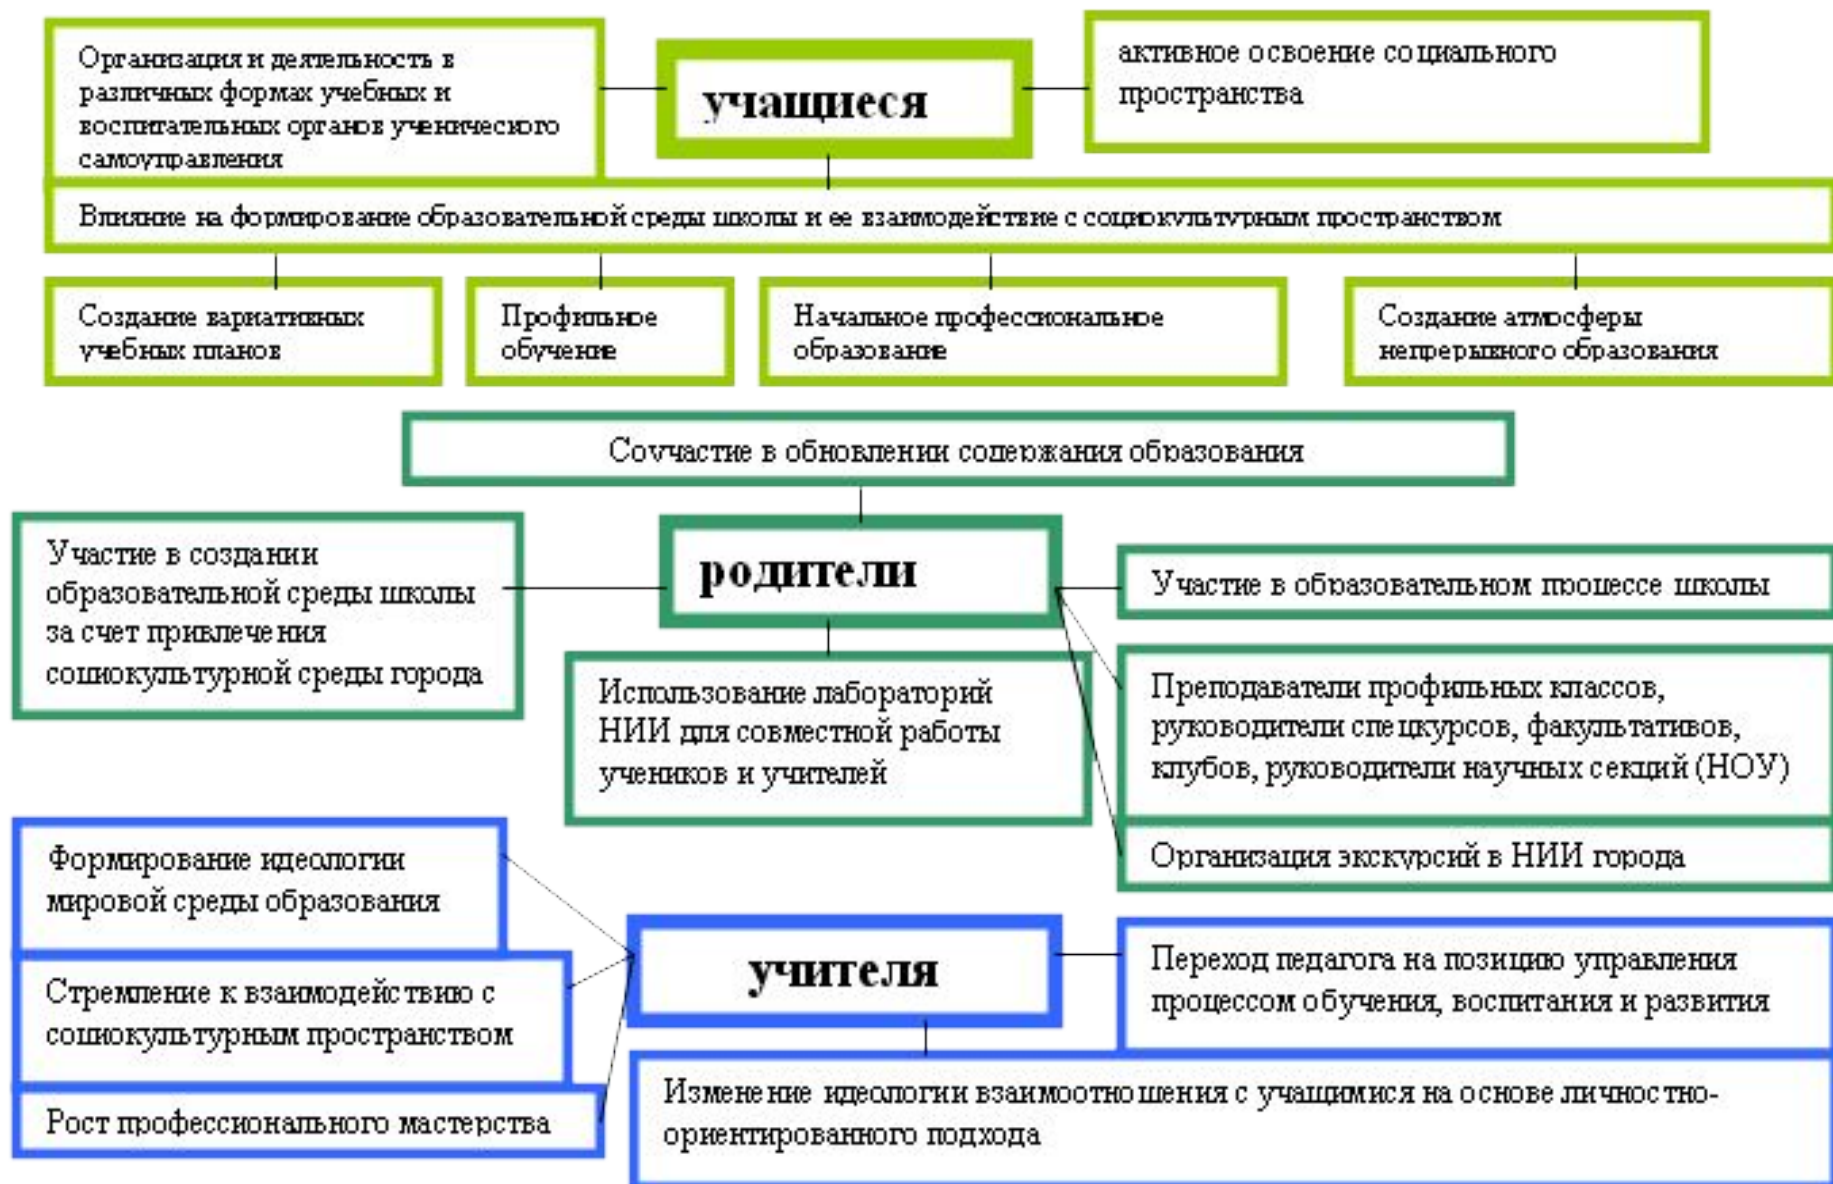 Организация и деятельность в
различных формах учебных и
воспитательных органов ученического
самоуправления
учащиеся
активное освоение социального
пространства
Влияние на формирование образовательной среды школы и ее взаимодействие с социокультурным пространством
Создание вариативных
учебных планов
Профильное
обучение
Начальное профессиональное
образование
Создание атмосферы
непрерывного образования
Соучастие в обновлении содержания образования
Участие в создании
образовательной среды школы
за счет привлечения
социокультурной среды города
родители
Участие в образовательном процессе школы
Использование лабораторий
НИИ для совместной работы
учеников и учителей
Преподаватели профильных классов,
руководители спецкурсов, факультативов,
клубов, руководители научных секций (НОУ)
Организация экскурсий в НИИ города
Формирование идеологии
мировой среды образования
Стремление к взаимодействию с
социокультурным пространством
Рост профессионального мастерства
учителя
Переход педагога на позицию управления
процессом обучения, воспитания и развития
Изменение идеологии взаимоотношения с учащимися на основе личностно-
ориентированного подхода